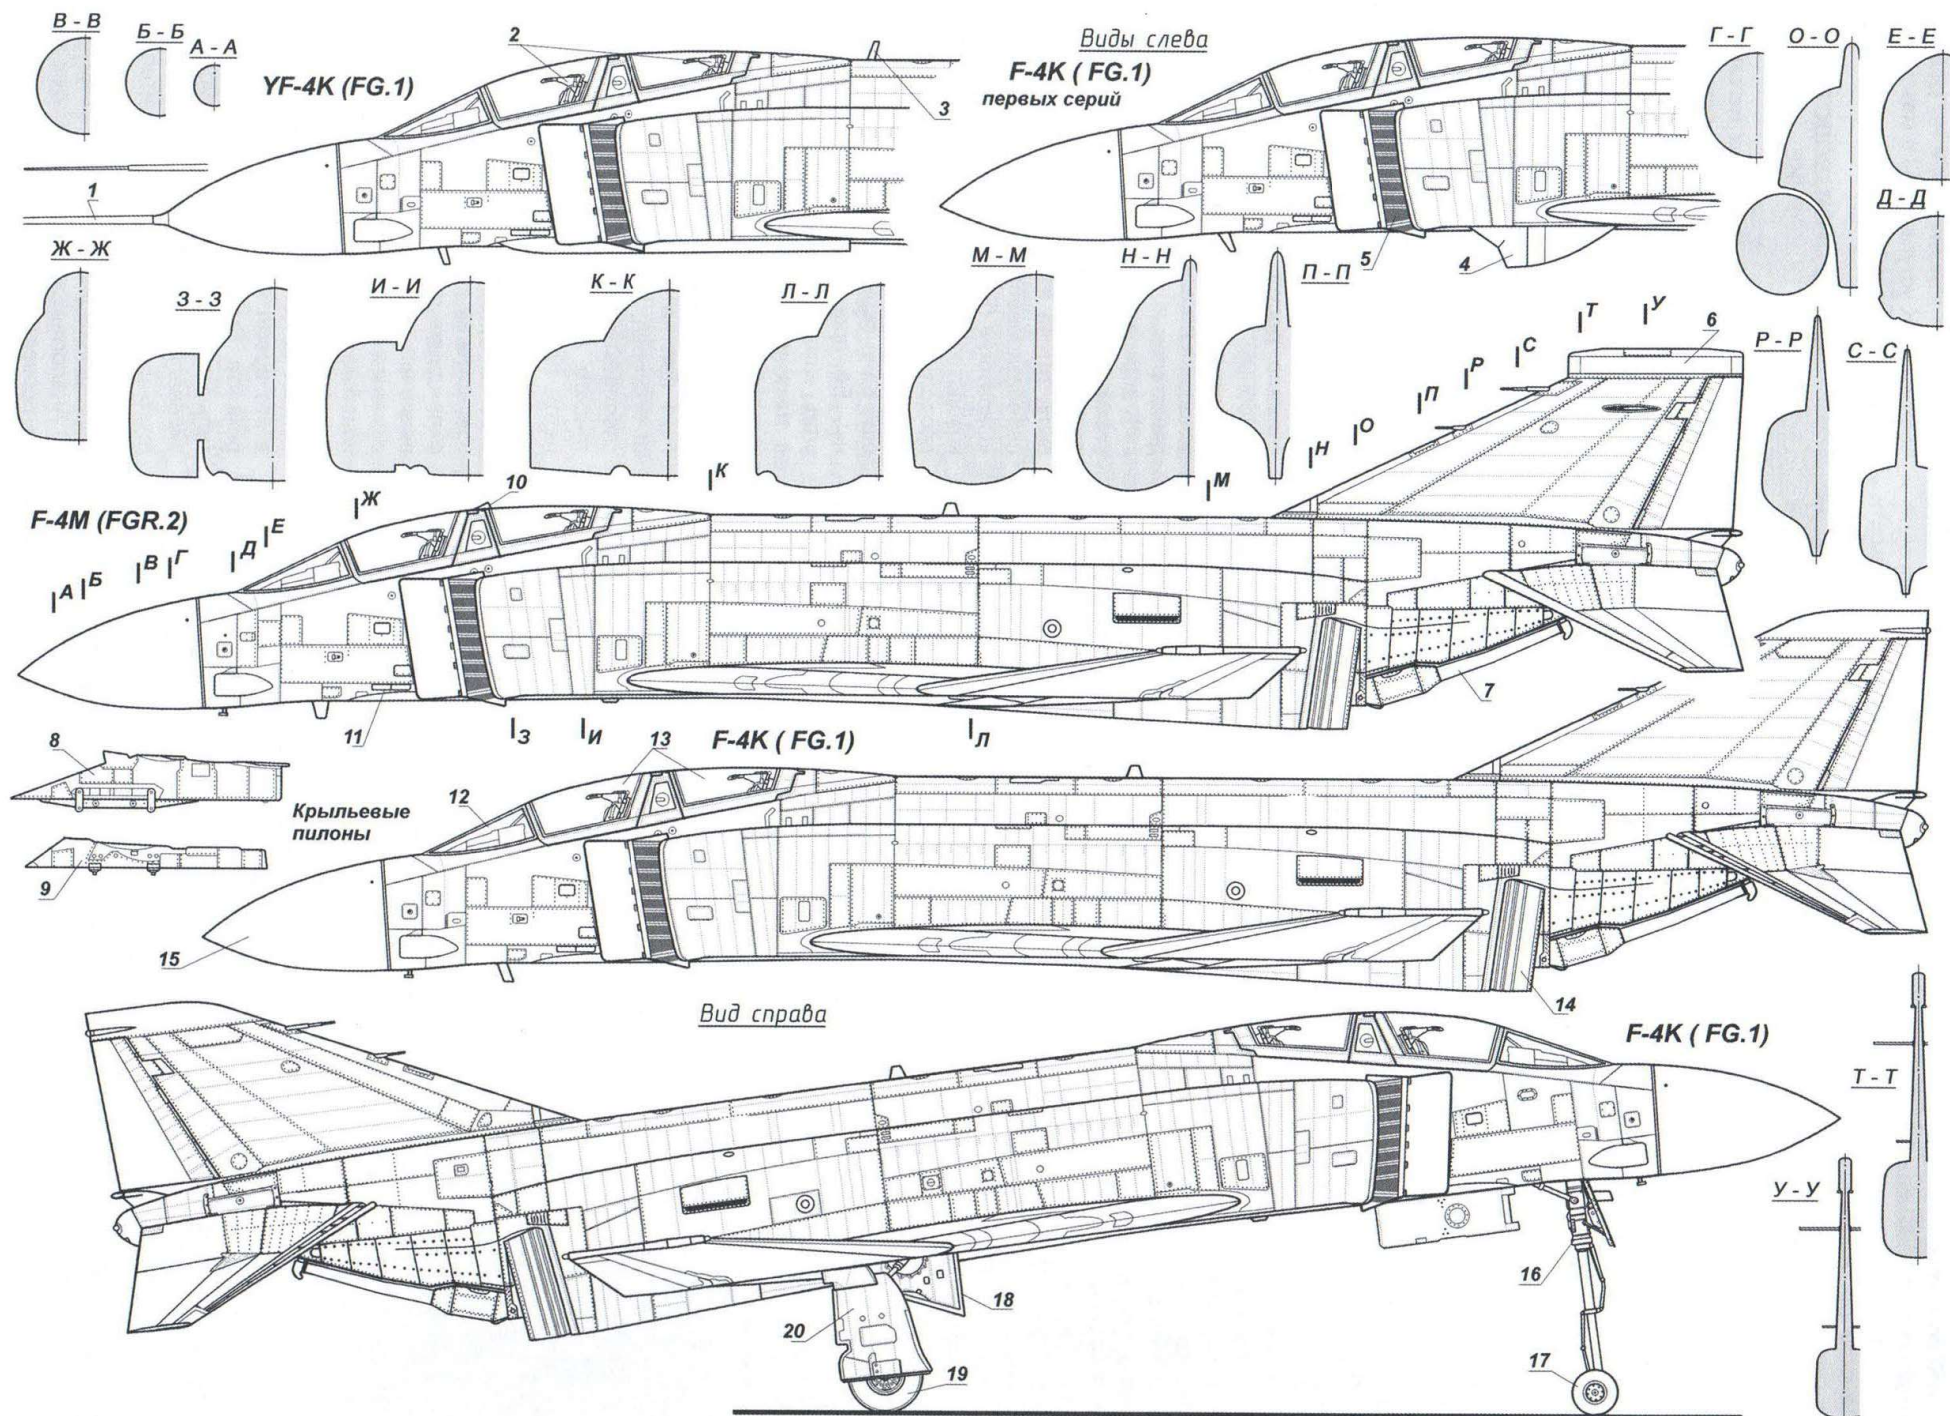 В - В
Б - Б
А - А
YF-4K (FG.1)
2
3
1
Виды слева
F-4K ( FG.1)
первых серий
5
4
Г - Г
О - О
Е - Е
Д - Д
Ж - Ж
З - З
И - И
К - К
Л - Л
М - М
Н - Н
П - П
Р - Р
С - С
Т
У
6
С
Р
П
О
Н
М
К
10
Ж
F-4M (FGR.2)
Е
Д
Г
В
Б
А
11
7
З
И
Л
8
9
Крыльевые
пилоны
13
F-4K ( FG.1)
12
15
14
Вид справа
F-4K ( FG.1)
Т - Т
У - У
16
18
20
19
17